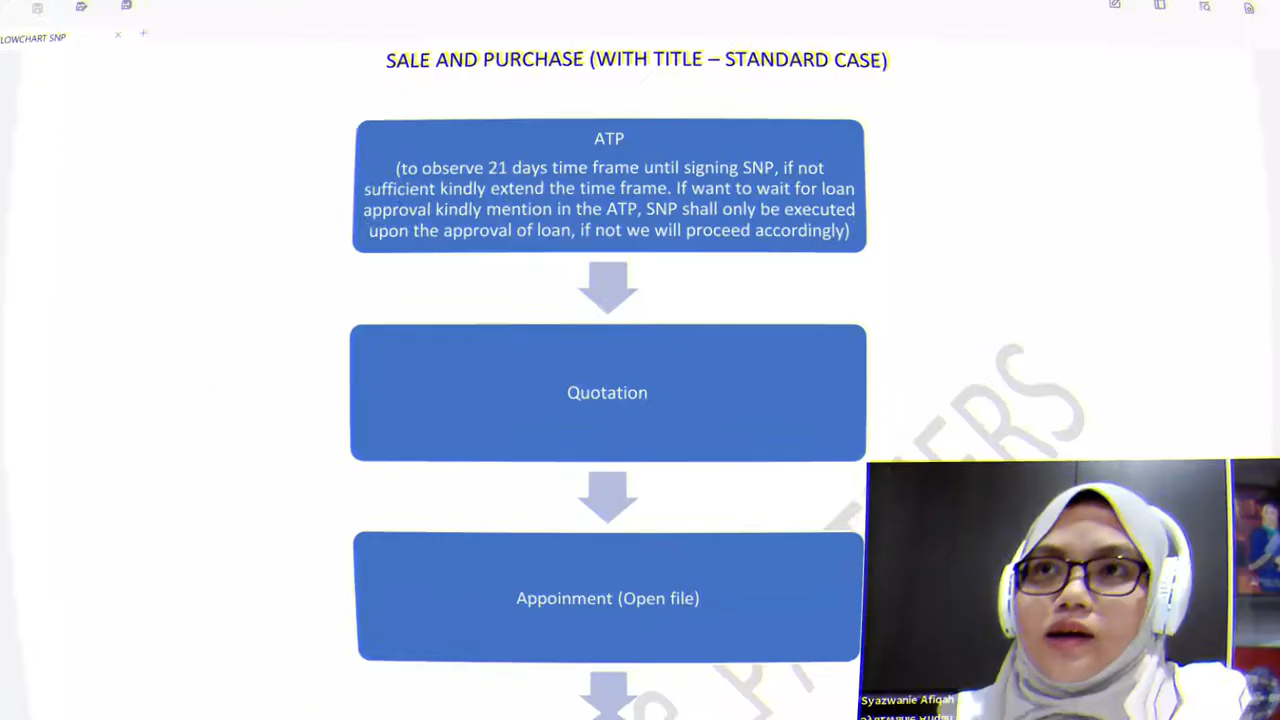 LOWCHART SNP
SALE AND PURCHASE (WITH TITLE – STANDARD CASE)
ATP
(to observe 21 days time frame until signing SNP, if not
sufficient kindly extend the time frame. If want to wait for loan
approval kindly mention in the ATP, SNP shall only be executed
upon the approval of loan, if not we will proceed accordingly)
Quotation
Appoinment (Open file)
Syazwanie Afiqah